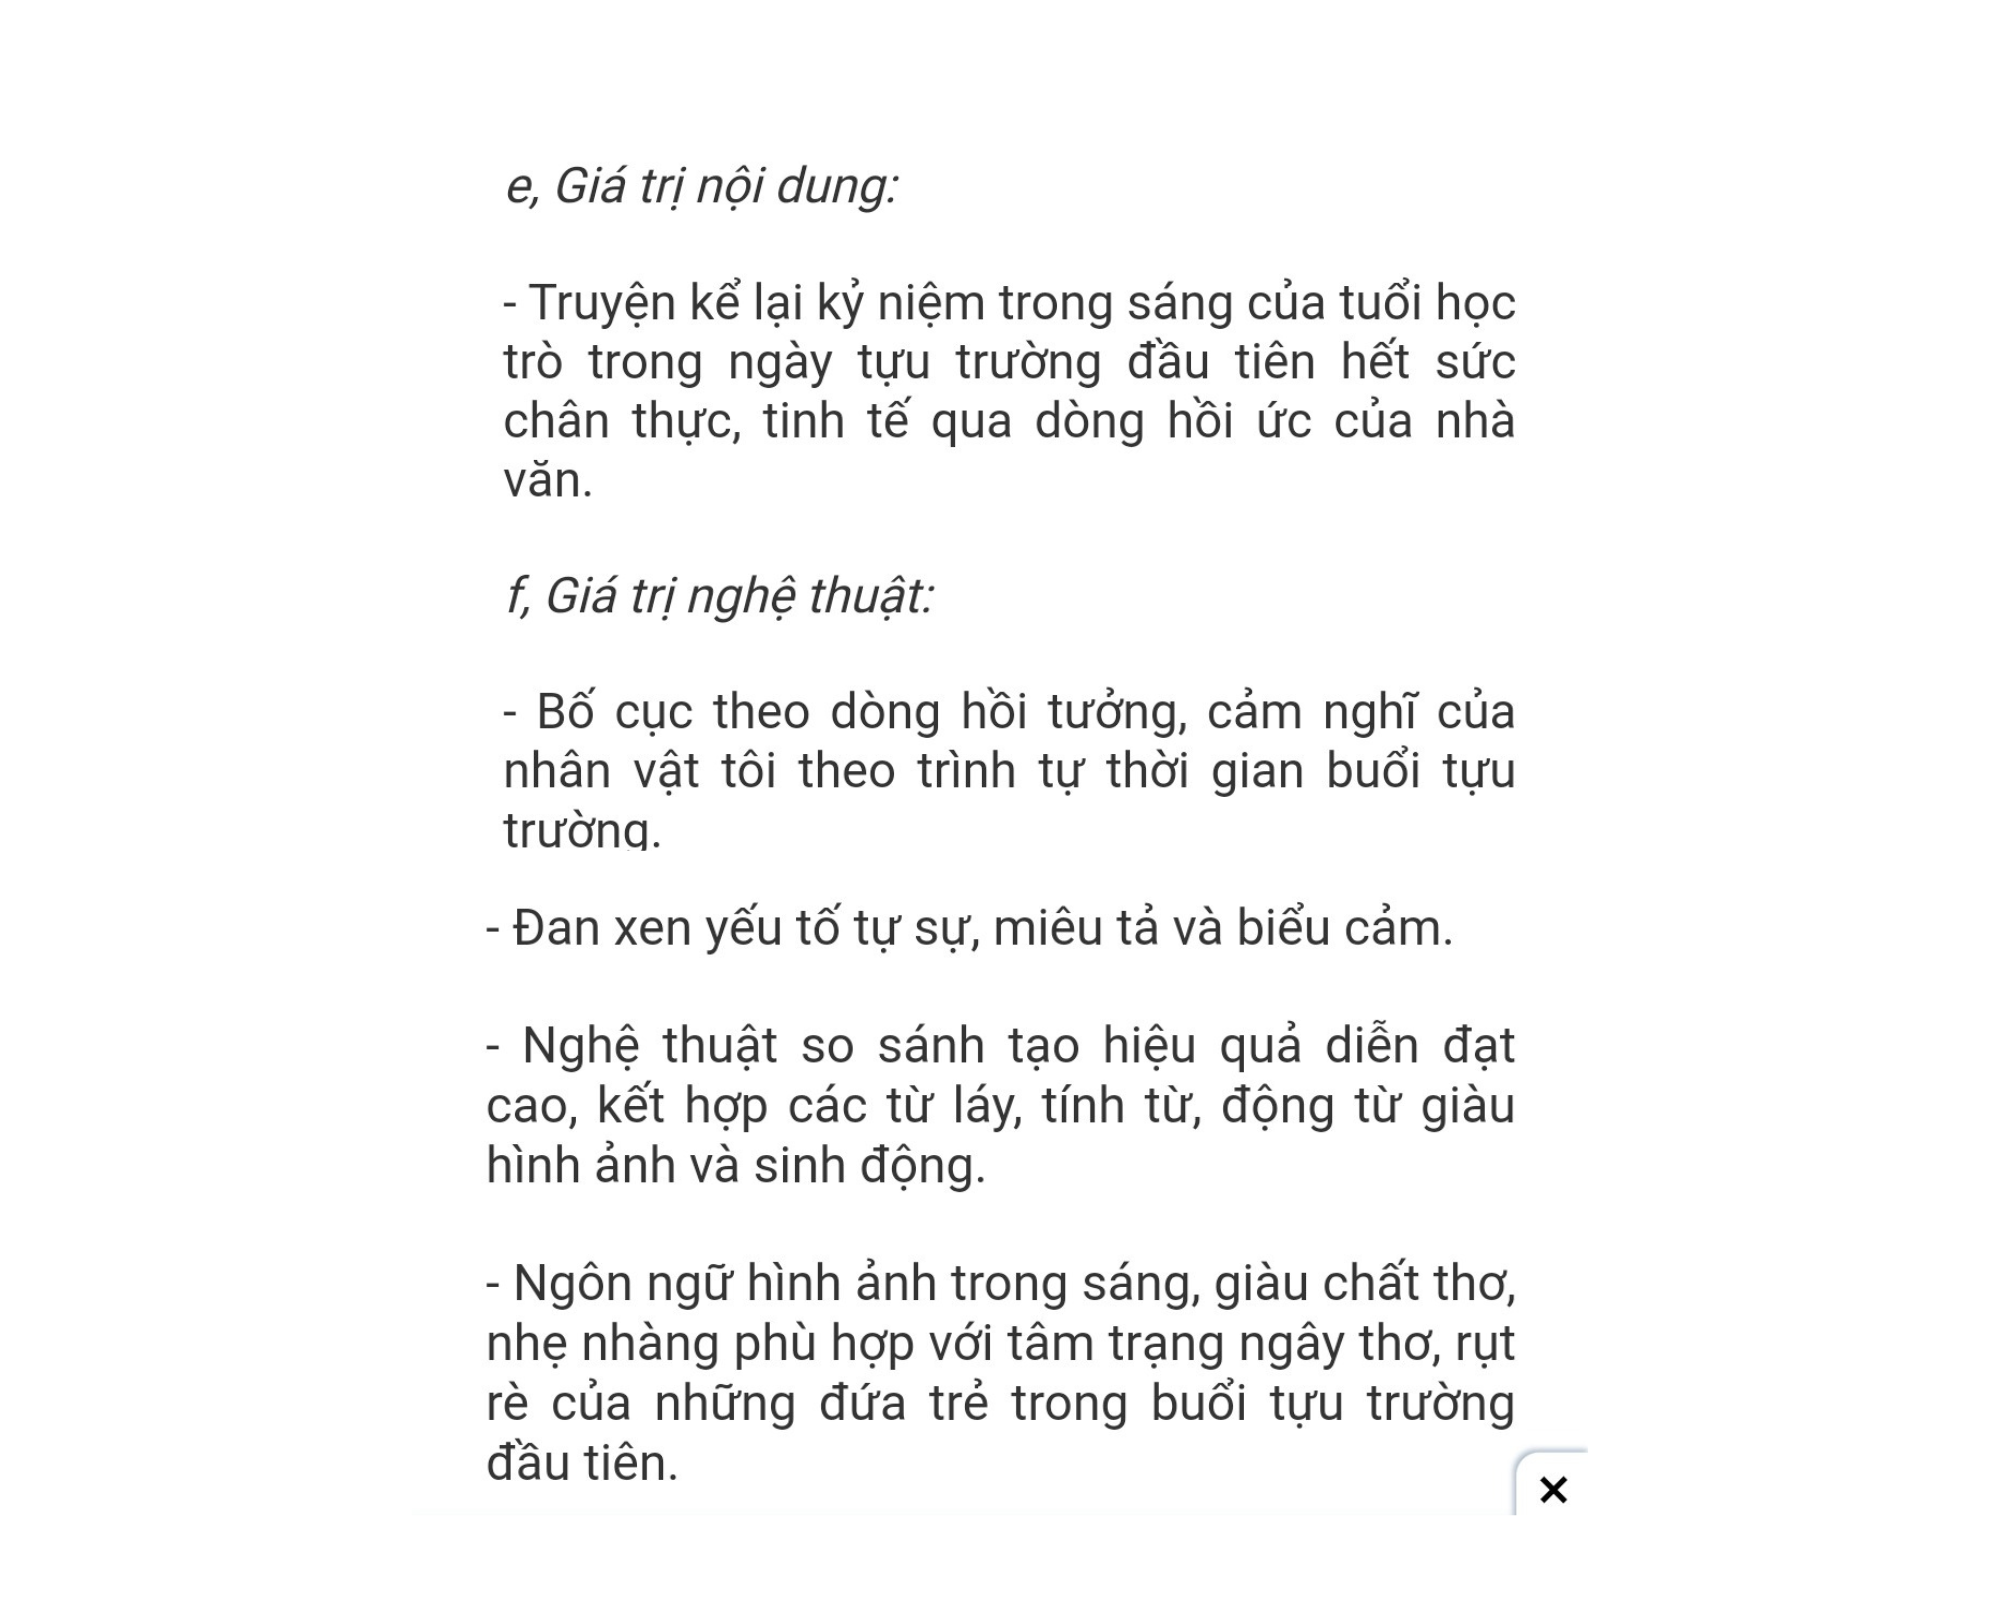 e, Giá trị nội dung:
- Truyện kể lại kỷ niệm trong sáng của tuổi học
trò trong ngày tựu trường đầu tiên hết sức
chân thực, tinh tế qua dòng hồi ức của nhà
văn.
f, Giá trị nghệ thuật:
- Bố cục theo dòng hồi tưởng, cảm nghĩ của
nhân vật tôi theo trình tự thời gian buổi tựu
trường.
- Đan xen yếu tố tự sự, miêu tả và biểu cảm.
- Nghệ thuật so sánh tạo hiệu quả diễn đạt
cao, kết hợp các từ láy, tính từ, động từ giàu
hình ảnh và sinh động.
- Ngôn ngữ hình ảnh trong sáng, giàu chất thơ,
nhẹ nhàng phù hợp với tâm trạng ngây thơ, rụt
rè của những đứa trẻ trong buổi tựu trường
đầu tiên.